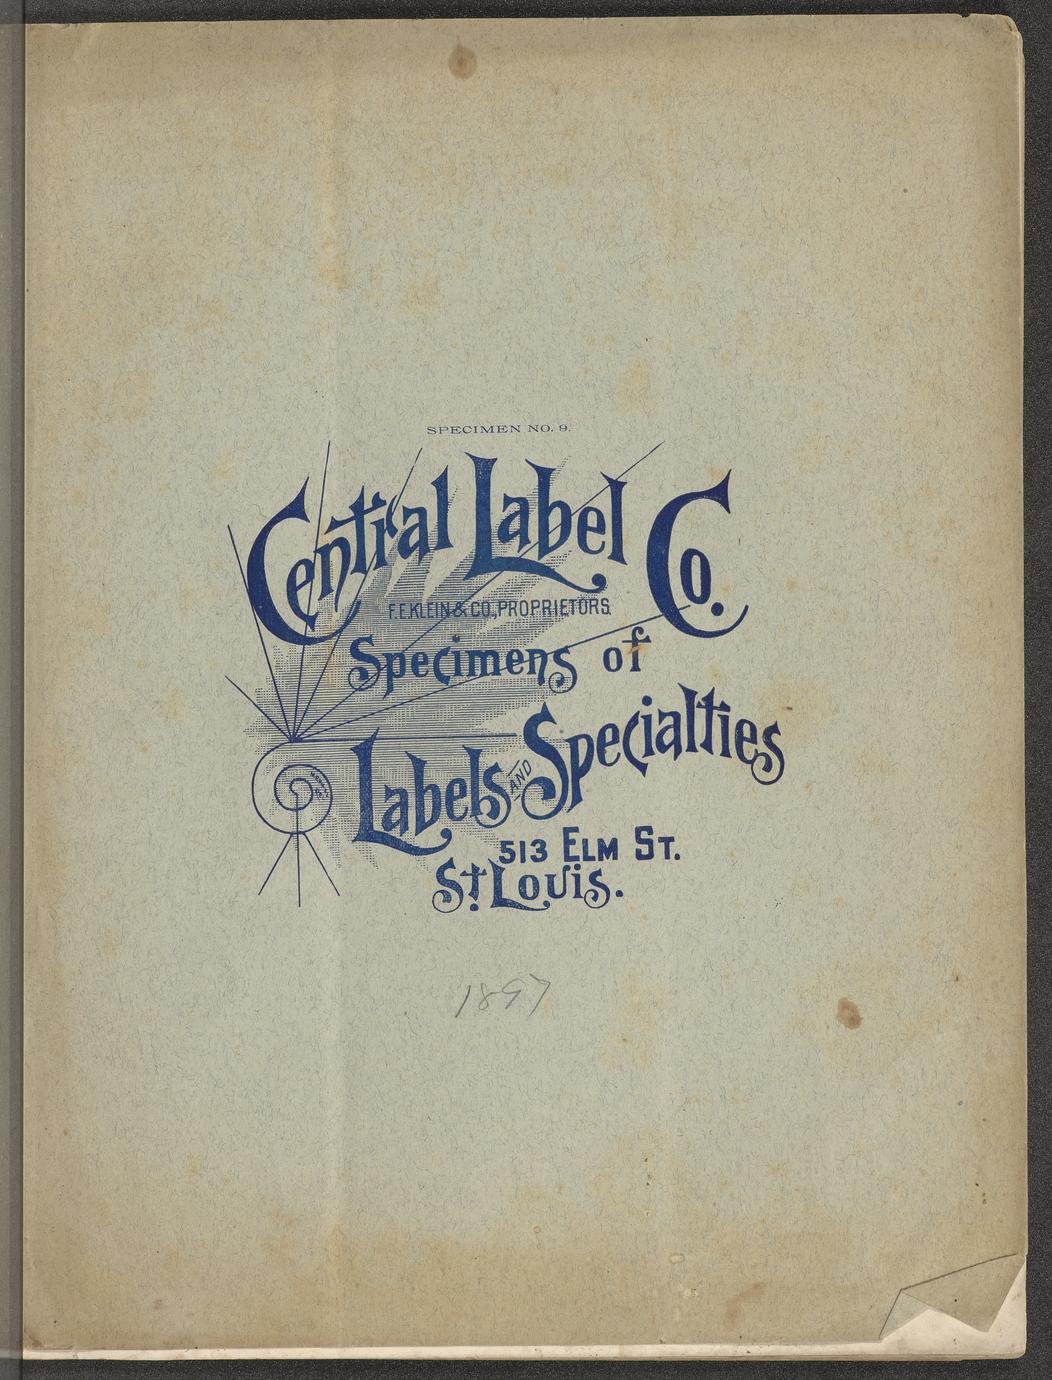 SPECIMEN NO. 9.
Central Label Co.
F.E.KLEIN & CO., PROPRIETORS.
Specimens of
Labels AND Specialties
513 ELM ST.
St. Louis.
1897